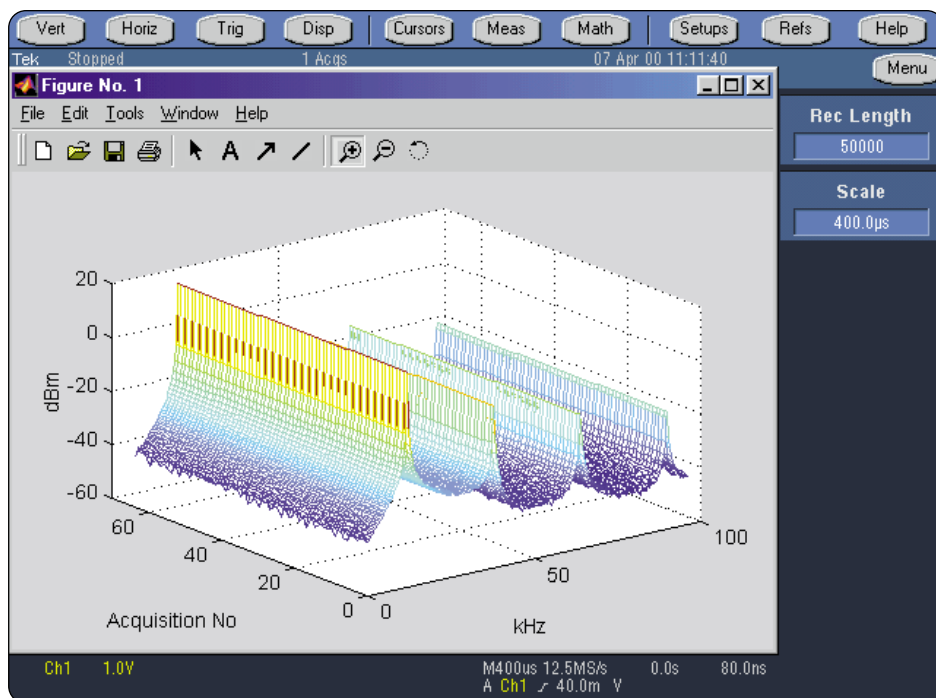 Vert Horiz Trig Disp Cursors Meas Math Setups Refs Help
Tek Stopped 1 Acqs 07 Apr 00 11:11:40
Menu
Figure No. 1
File Edit Tools Window Help
A
Rec Length
50000
Scale
400.0µs
20
0
-20
-40
-60
dBm
60
40
20
0
Acquisition No
0
50
100
kHz
Ch1 1.0V
M400us 12.5MS/s 0.0s 80.0ns
A Ch1 ⌿ 40.0m V